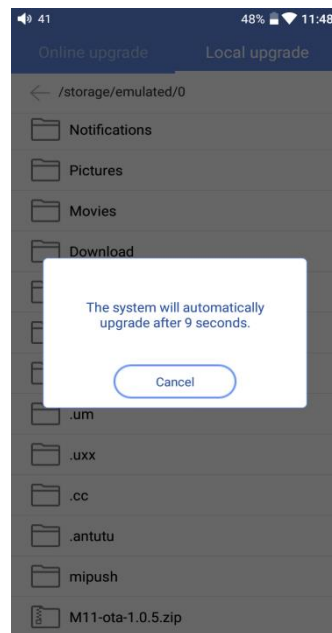 41
48%
11:48
Online upgrade
Local upgrade
/storage/emulated/0
Notifications
Pictures
Movies
Download
The system will automatically
upgrade after 9 seconds.
Cancel
.um
.uxx
.cc
.antutu
mipush
M11-ota-1.0.5.zip